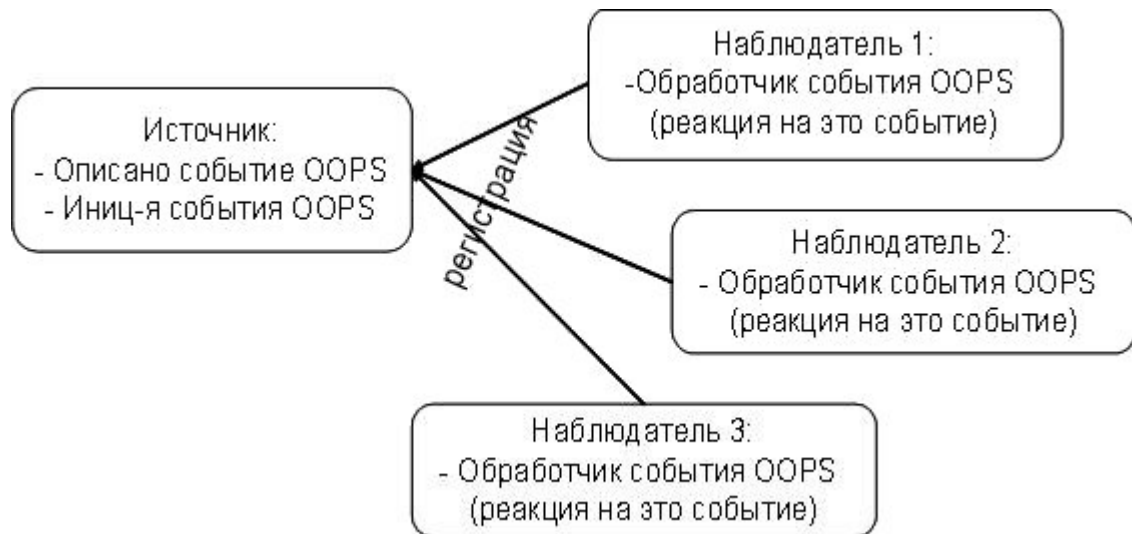 Источник:
- Описано событие OOPS
- Иниц-я события OOPS
регистрация
Наблюдатель 1:
-Обработчик события OOPS
(реакция на это событие)
Наблюдатель 2:
- Обработчик события OOPS
(реакция на это событие)
Наблюдатель 3:
- Обработчик события OOPS
(реакция на это событие)